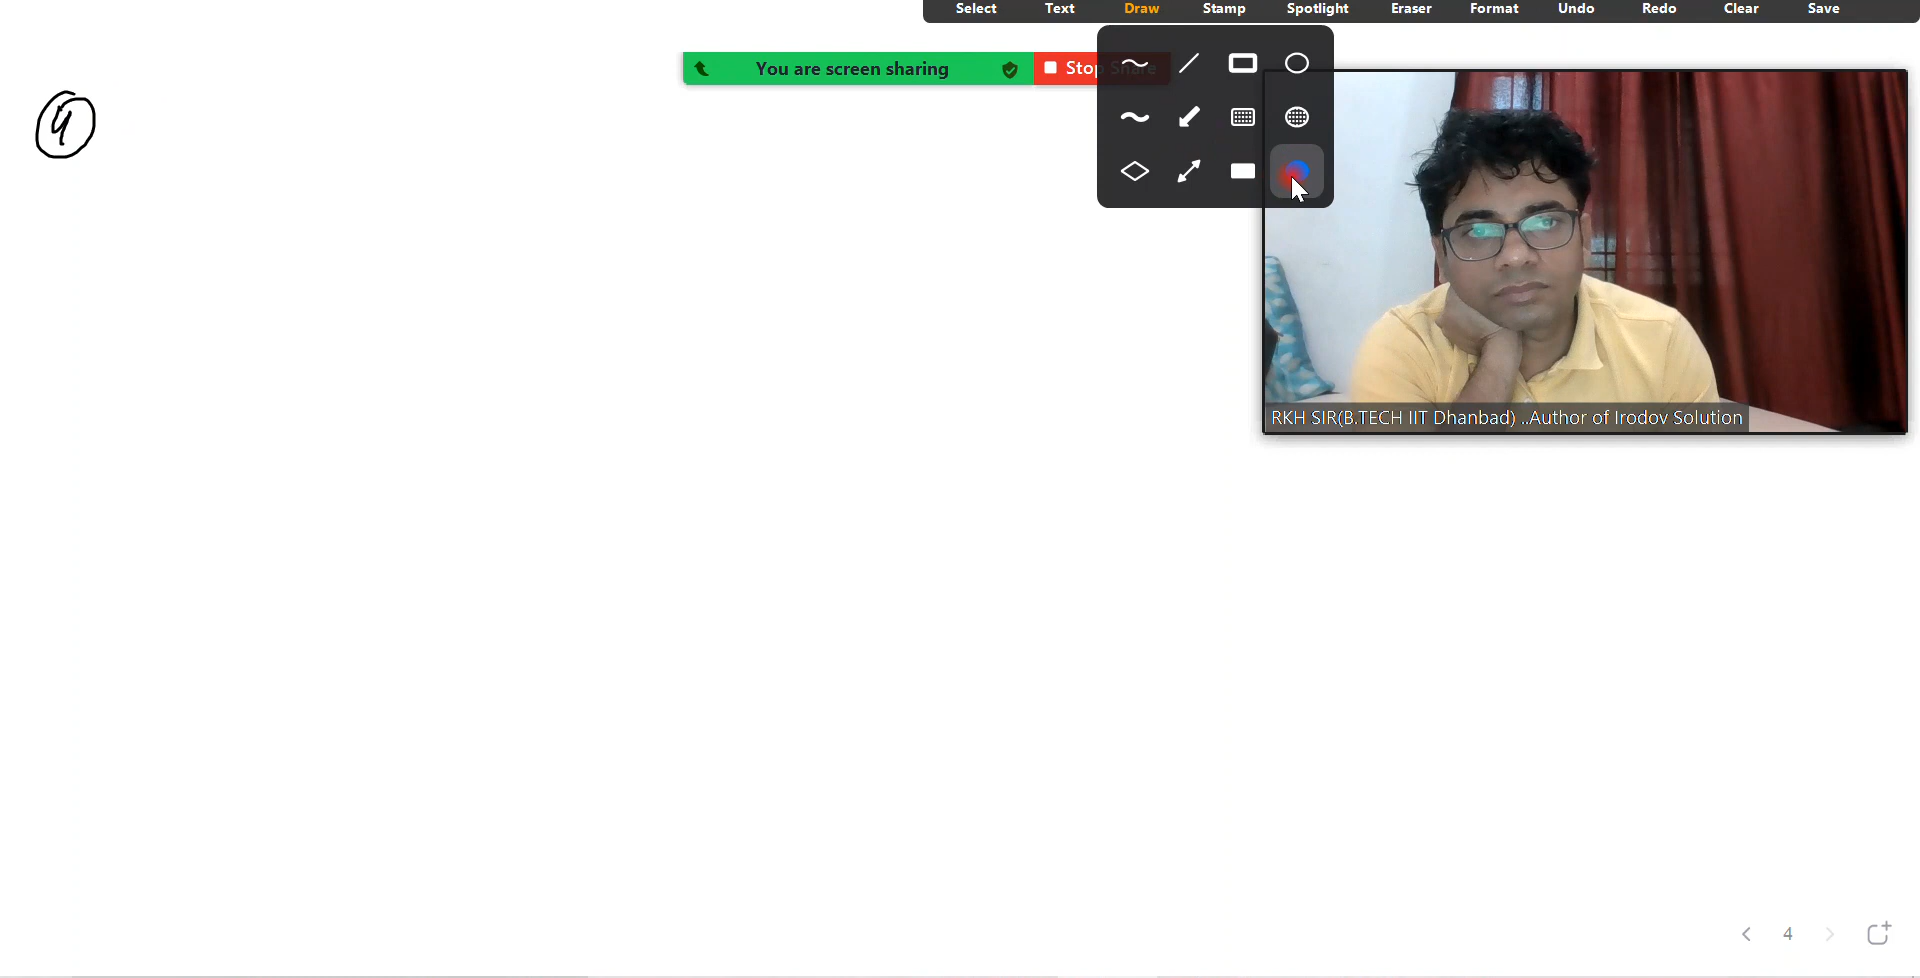 Select Text Draw Stamp Spotlight Eraser Format Undo Redo Clear Save
You are screen sharing Stop Share
4
RKH SIR(B.TECH IIT Dhanbad) ..Author of Irodov Solution
4